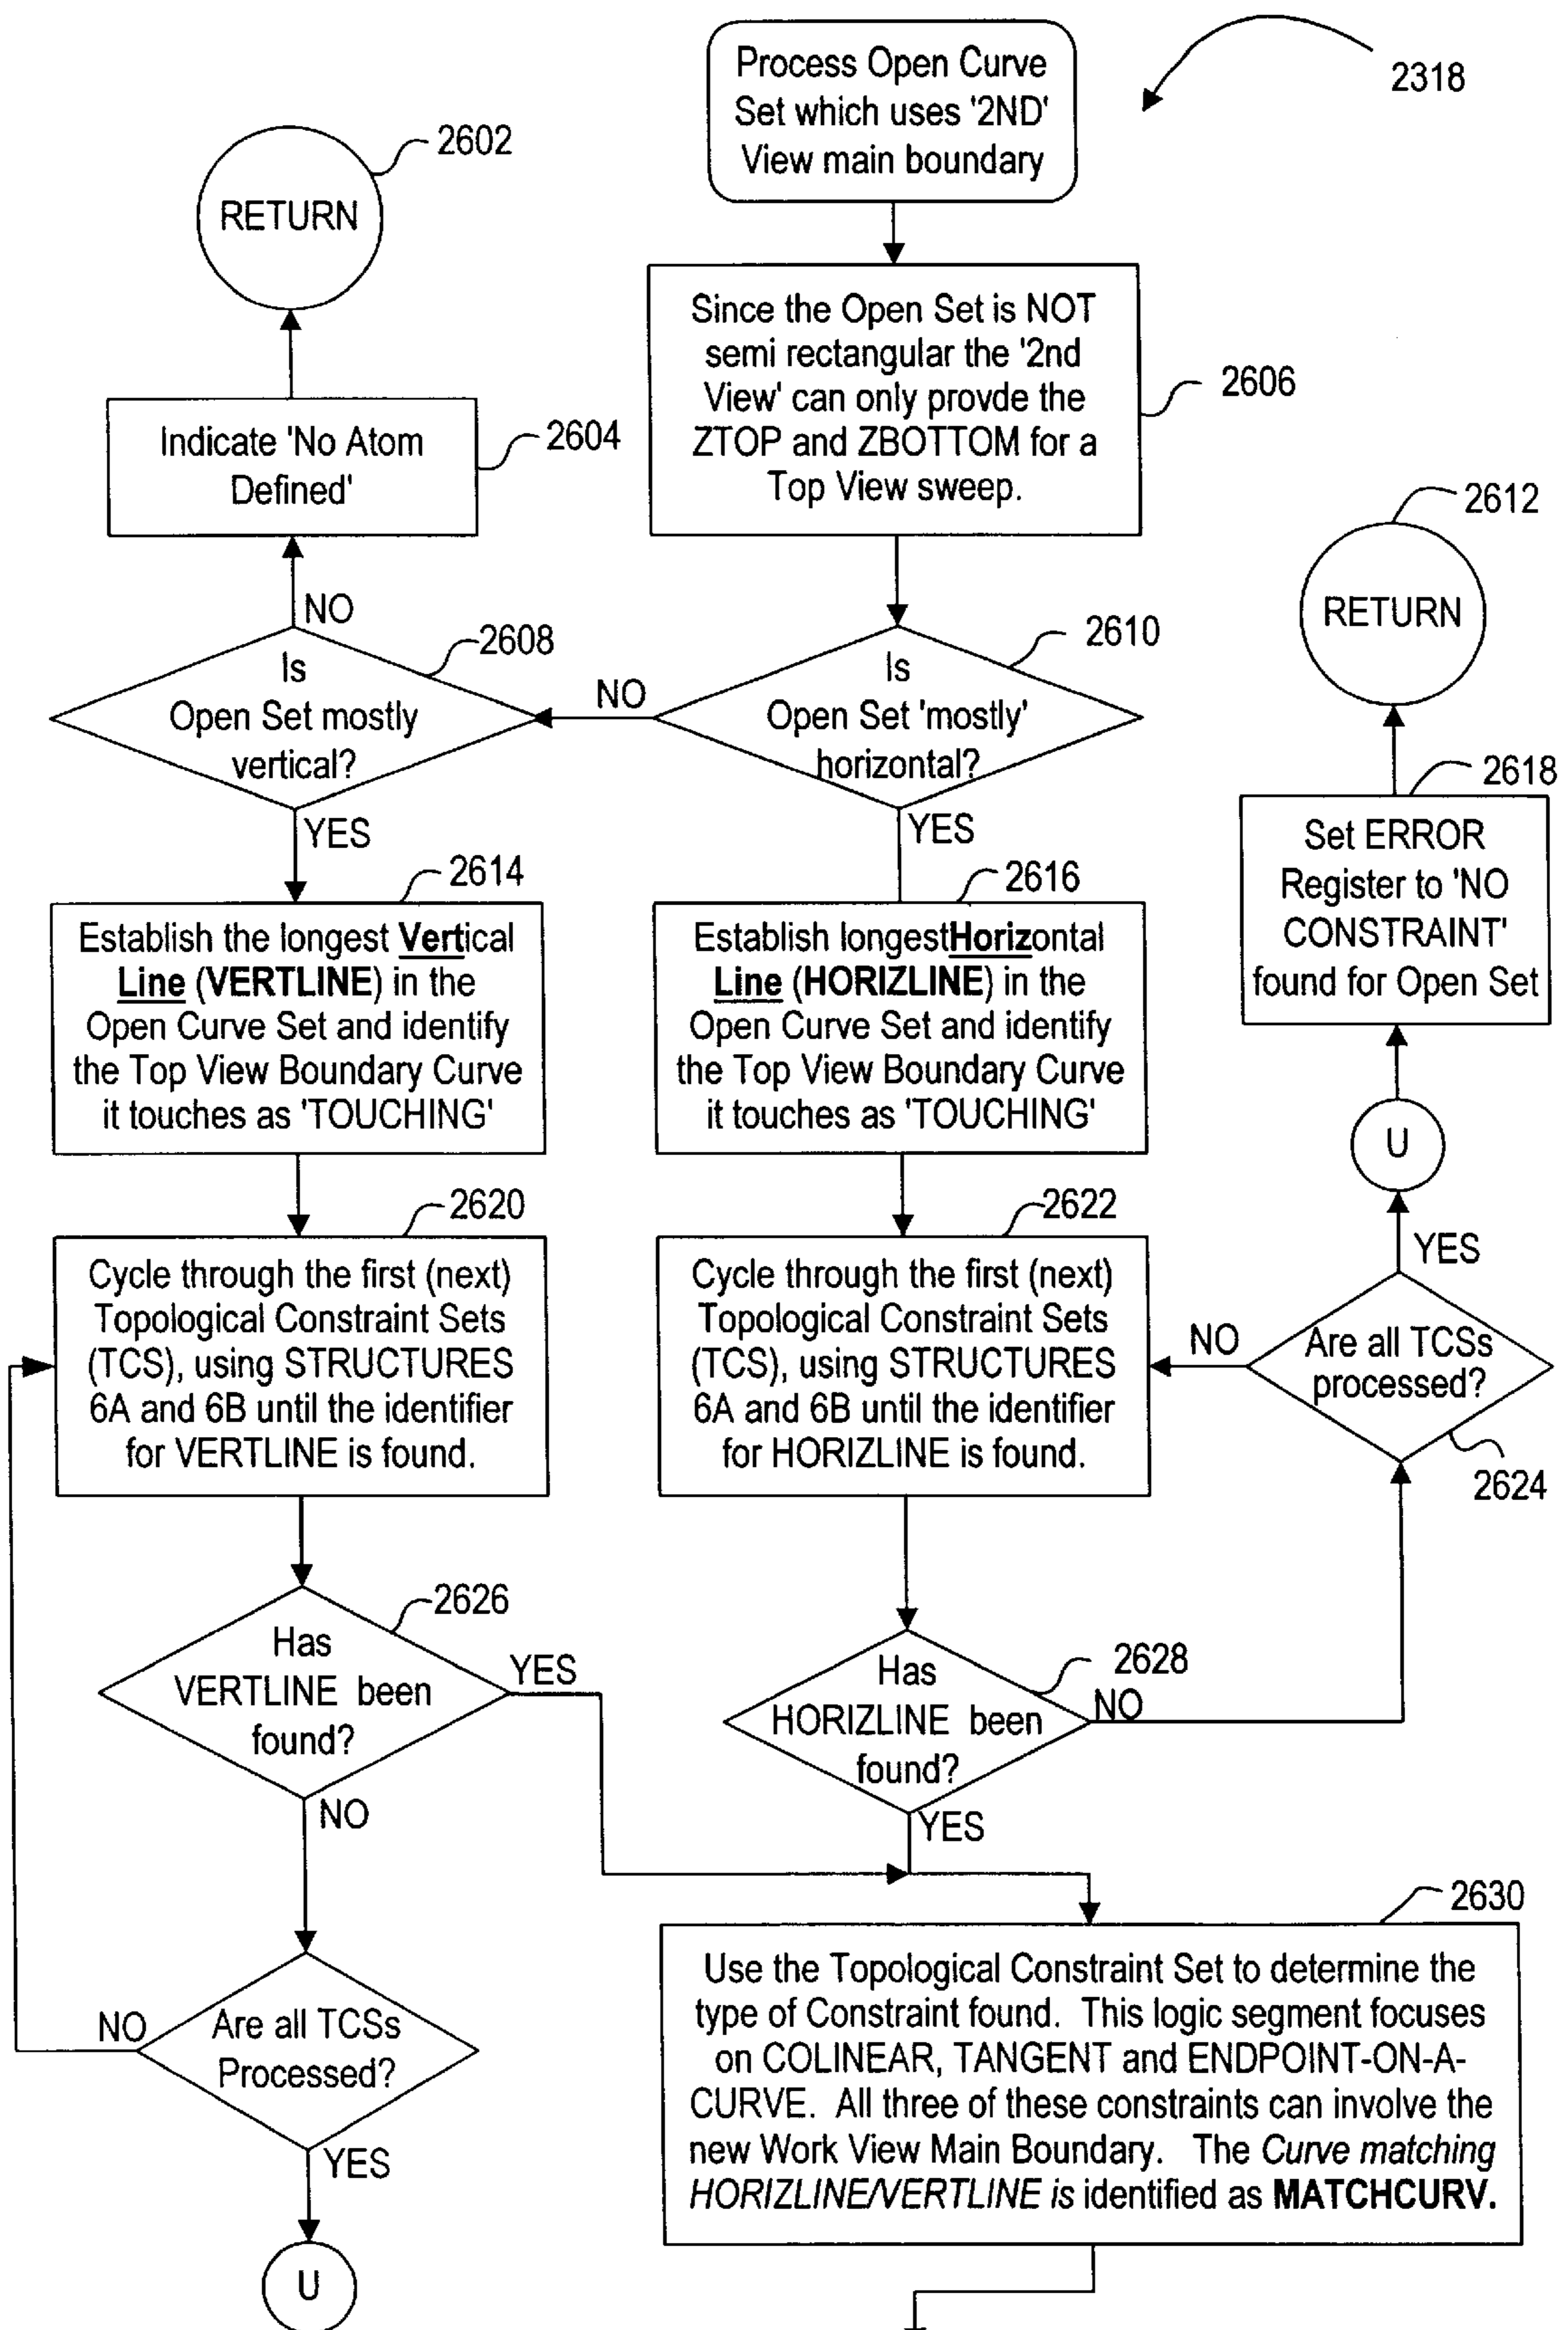 Process Open Curve
Set which uses '2ND'
View main boundary
2318
2602
RETURN
Since the Open Set is NOT
semi rectangular the '2nd
View' can only provde the
ZTOP and ZBOTTOM for a
Top View sweep.
2606
Indicate 'No Atom
Defined'
2604
2612
RETURN
NO
2608
Is
Open Set mostly
vertical?
YES
NO
2610
Is
Open Set 'mostly'
horizontal?
YES
2618
Set ERROR
Register to 'NO
CONSTRAINT'
found for Open Set
2614
Establish the longest Vertical
Line (VERTLINE) in the
Open Curve Set and identify
the Top View Boundary Curve
it touches as 'TOUCHING'
2616
Establish longestHorizontal
Line (HORIZLINE) in the
Open Curve Set and identify
the Top View Boundary Curve
it touches as 'TOUCHING'
U
YES
2620
Cycle through the first (next)
Topological Constraint Sets
(TCS), using STRUCTURES
6A and 6B until the identifier
for VERTLINE is found.
2622
Cycle through the first (next)
Topological Constraint Sets
(TCS), using STRUCTURES
6A and 6B until the identifier
for HORIZLINE is found.
NO
Are all TCSs
processed?
2624
2626
Has
VERTLINE been
found?
YES
NO
2628
Has
HORIZLINE been
found?
NO
YES
2630
Use the Topological Constraint Set to determine the
type of Constraint found. This logic segment focuses
on COLINEAR, TANGENT and ENDPOINT-ON-A-
CURVE. All three of these constraints can involve the
new Work View Main Boundary. The Curve matching
HORIZLINE/VERTLINE is identified as MATCHCURV.
NO
Are all TCSs
Processed?
YES
U